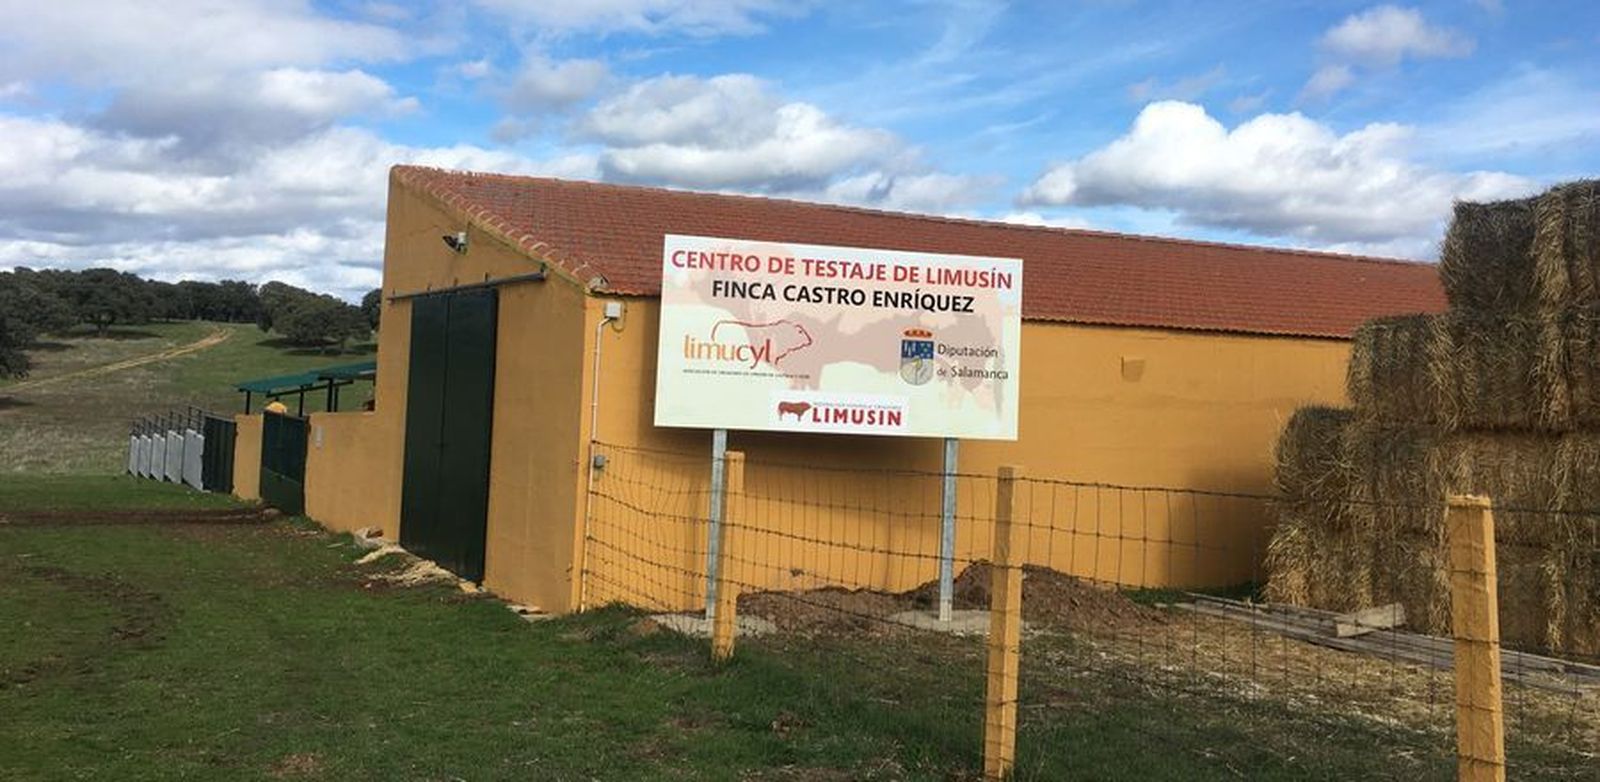 CENTRO DE TESTAJE DE LIMUSÍN
FINCA CASTRO ENRÍQUEZ
limucyl
Diputación
de Salamanca
LIMUSIN